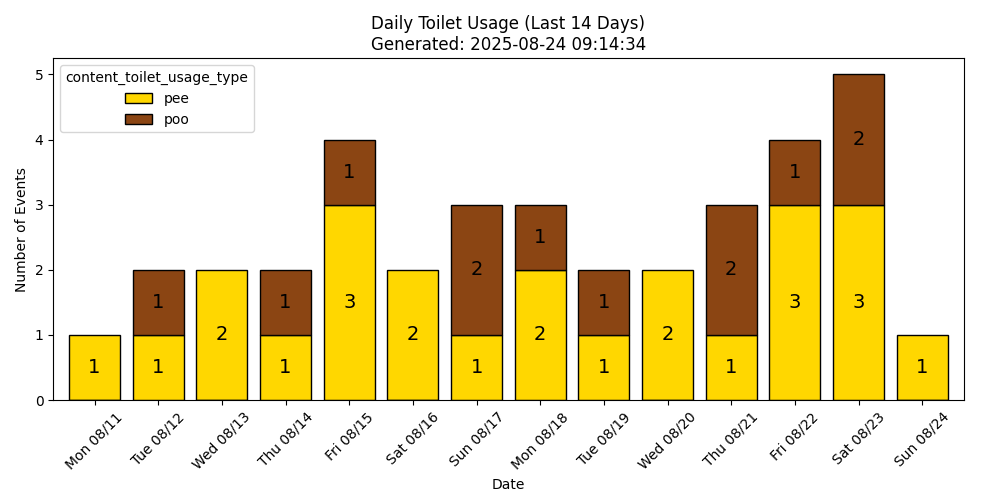 Daily Toilet Usage (Last 14 Days)
Generated: 2025-08-24 09:14:34
content_toilet_usage_type
pee
poo
Number of Events
5
4
3
2
1
0
1
1
1
2
1
1
3
1
2
1
2
2
1
1
1
2
1
2
3
1
3
2
1
Mon 08/11
Tue 08/12
Wed 08/13
Thu 08/14
Fri 08/15
Sat 08/16
Sun 08/17
Mon 08/18
Tue 08/19
Wed 08/20
Thu 08/21
Fri 08/22
Sat 08/23
Sun 08/24
Date